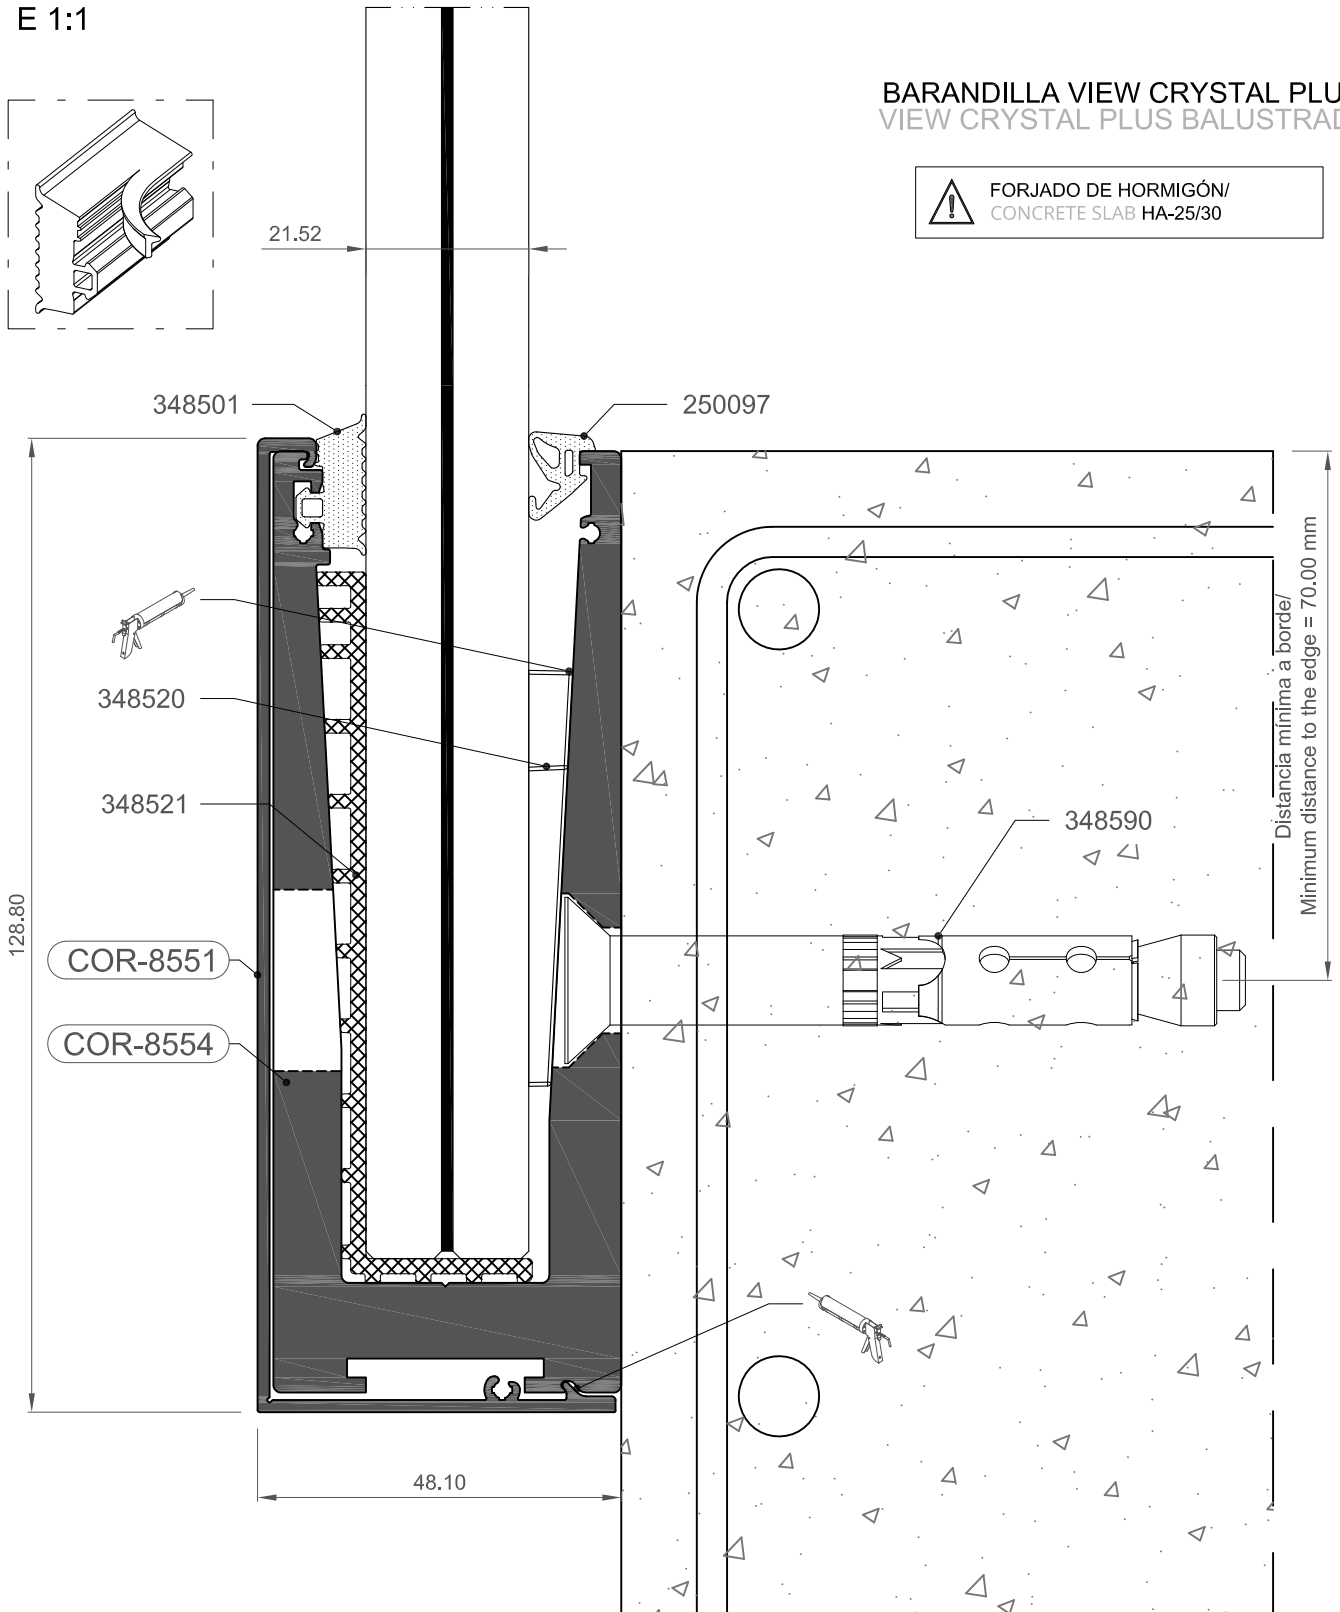 E 1:1
BARANDILLA VIEW CRYSTAL PLU
VIEW CRYSTAL PLUS BALUSTRAD
FORJADO DE HORMIGÓN/
CONCRETE SLAB HA-25/30
21.52
348501
250097
348520
348521
348590
128.80
COR-8551
COR-8554
Distancia mínima a borde/
Minimum distance to the edge = 70.00 mm
48.10